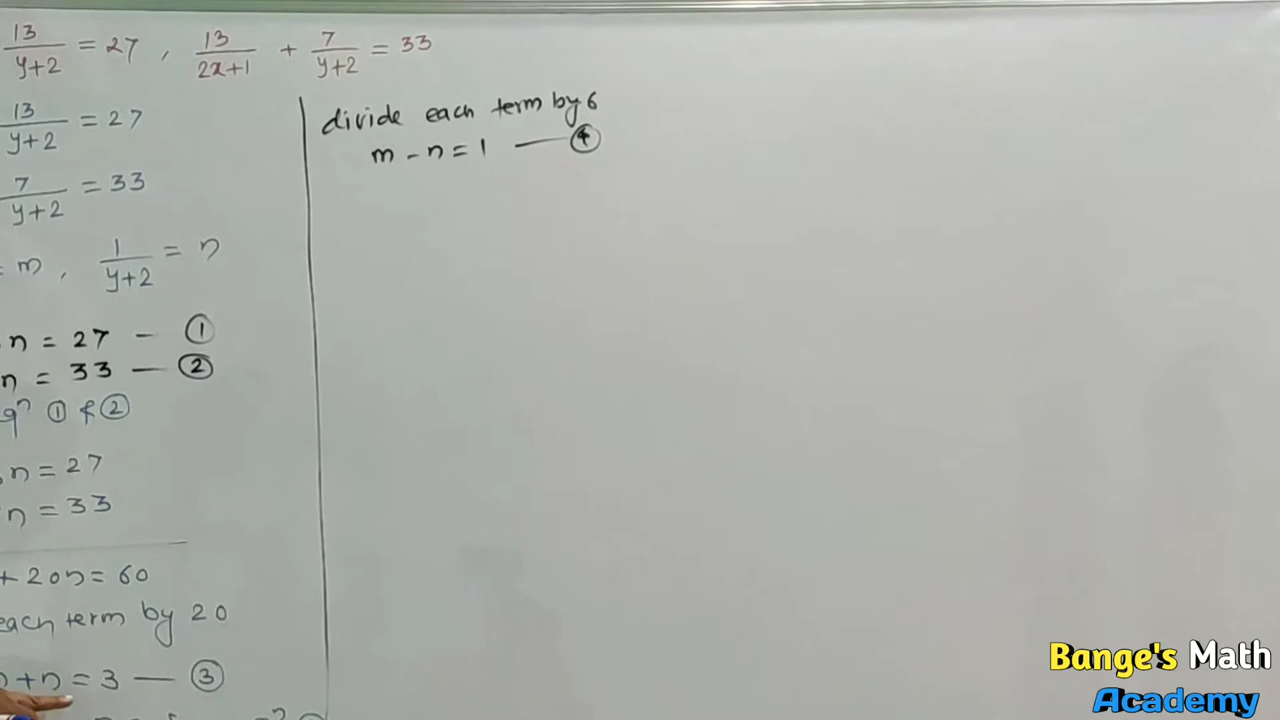 13/(y+2) = 27 , 13/(2x+1) + 7/(y+2) = 33
13/(y+2) = 27
7/(y+2) = 33
= m , 1/(y+2) = n
n = 27 — ①
n = 33 — ②
qⁿ ① & ②
n = 27
n = 33
+ 20n = 60
each term by 20
+ n = 3 — ③
divide each term by 6
m - n = 1 — ④
Bange's Math
Academy